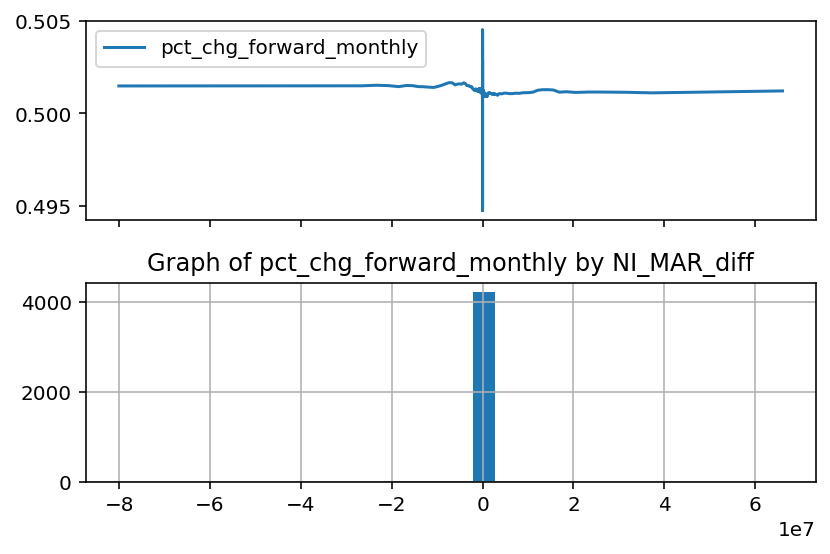 0.505
pct_chg_forward_monthly
0.500
0.495
Graph of pct_chg_forward_monthly by NI_MAR_diff
4000
2000
0
−8 −6 −4 −2 0 2 4 6
1e7